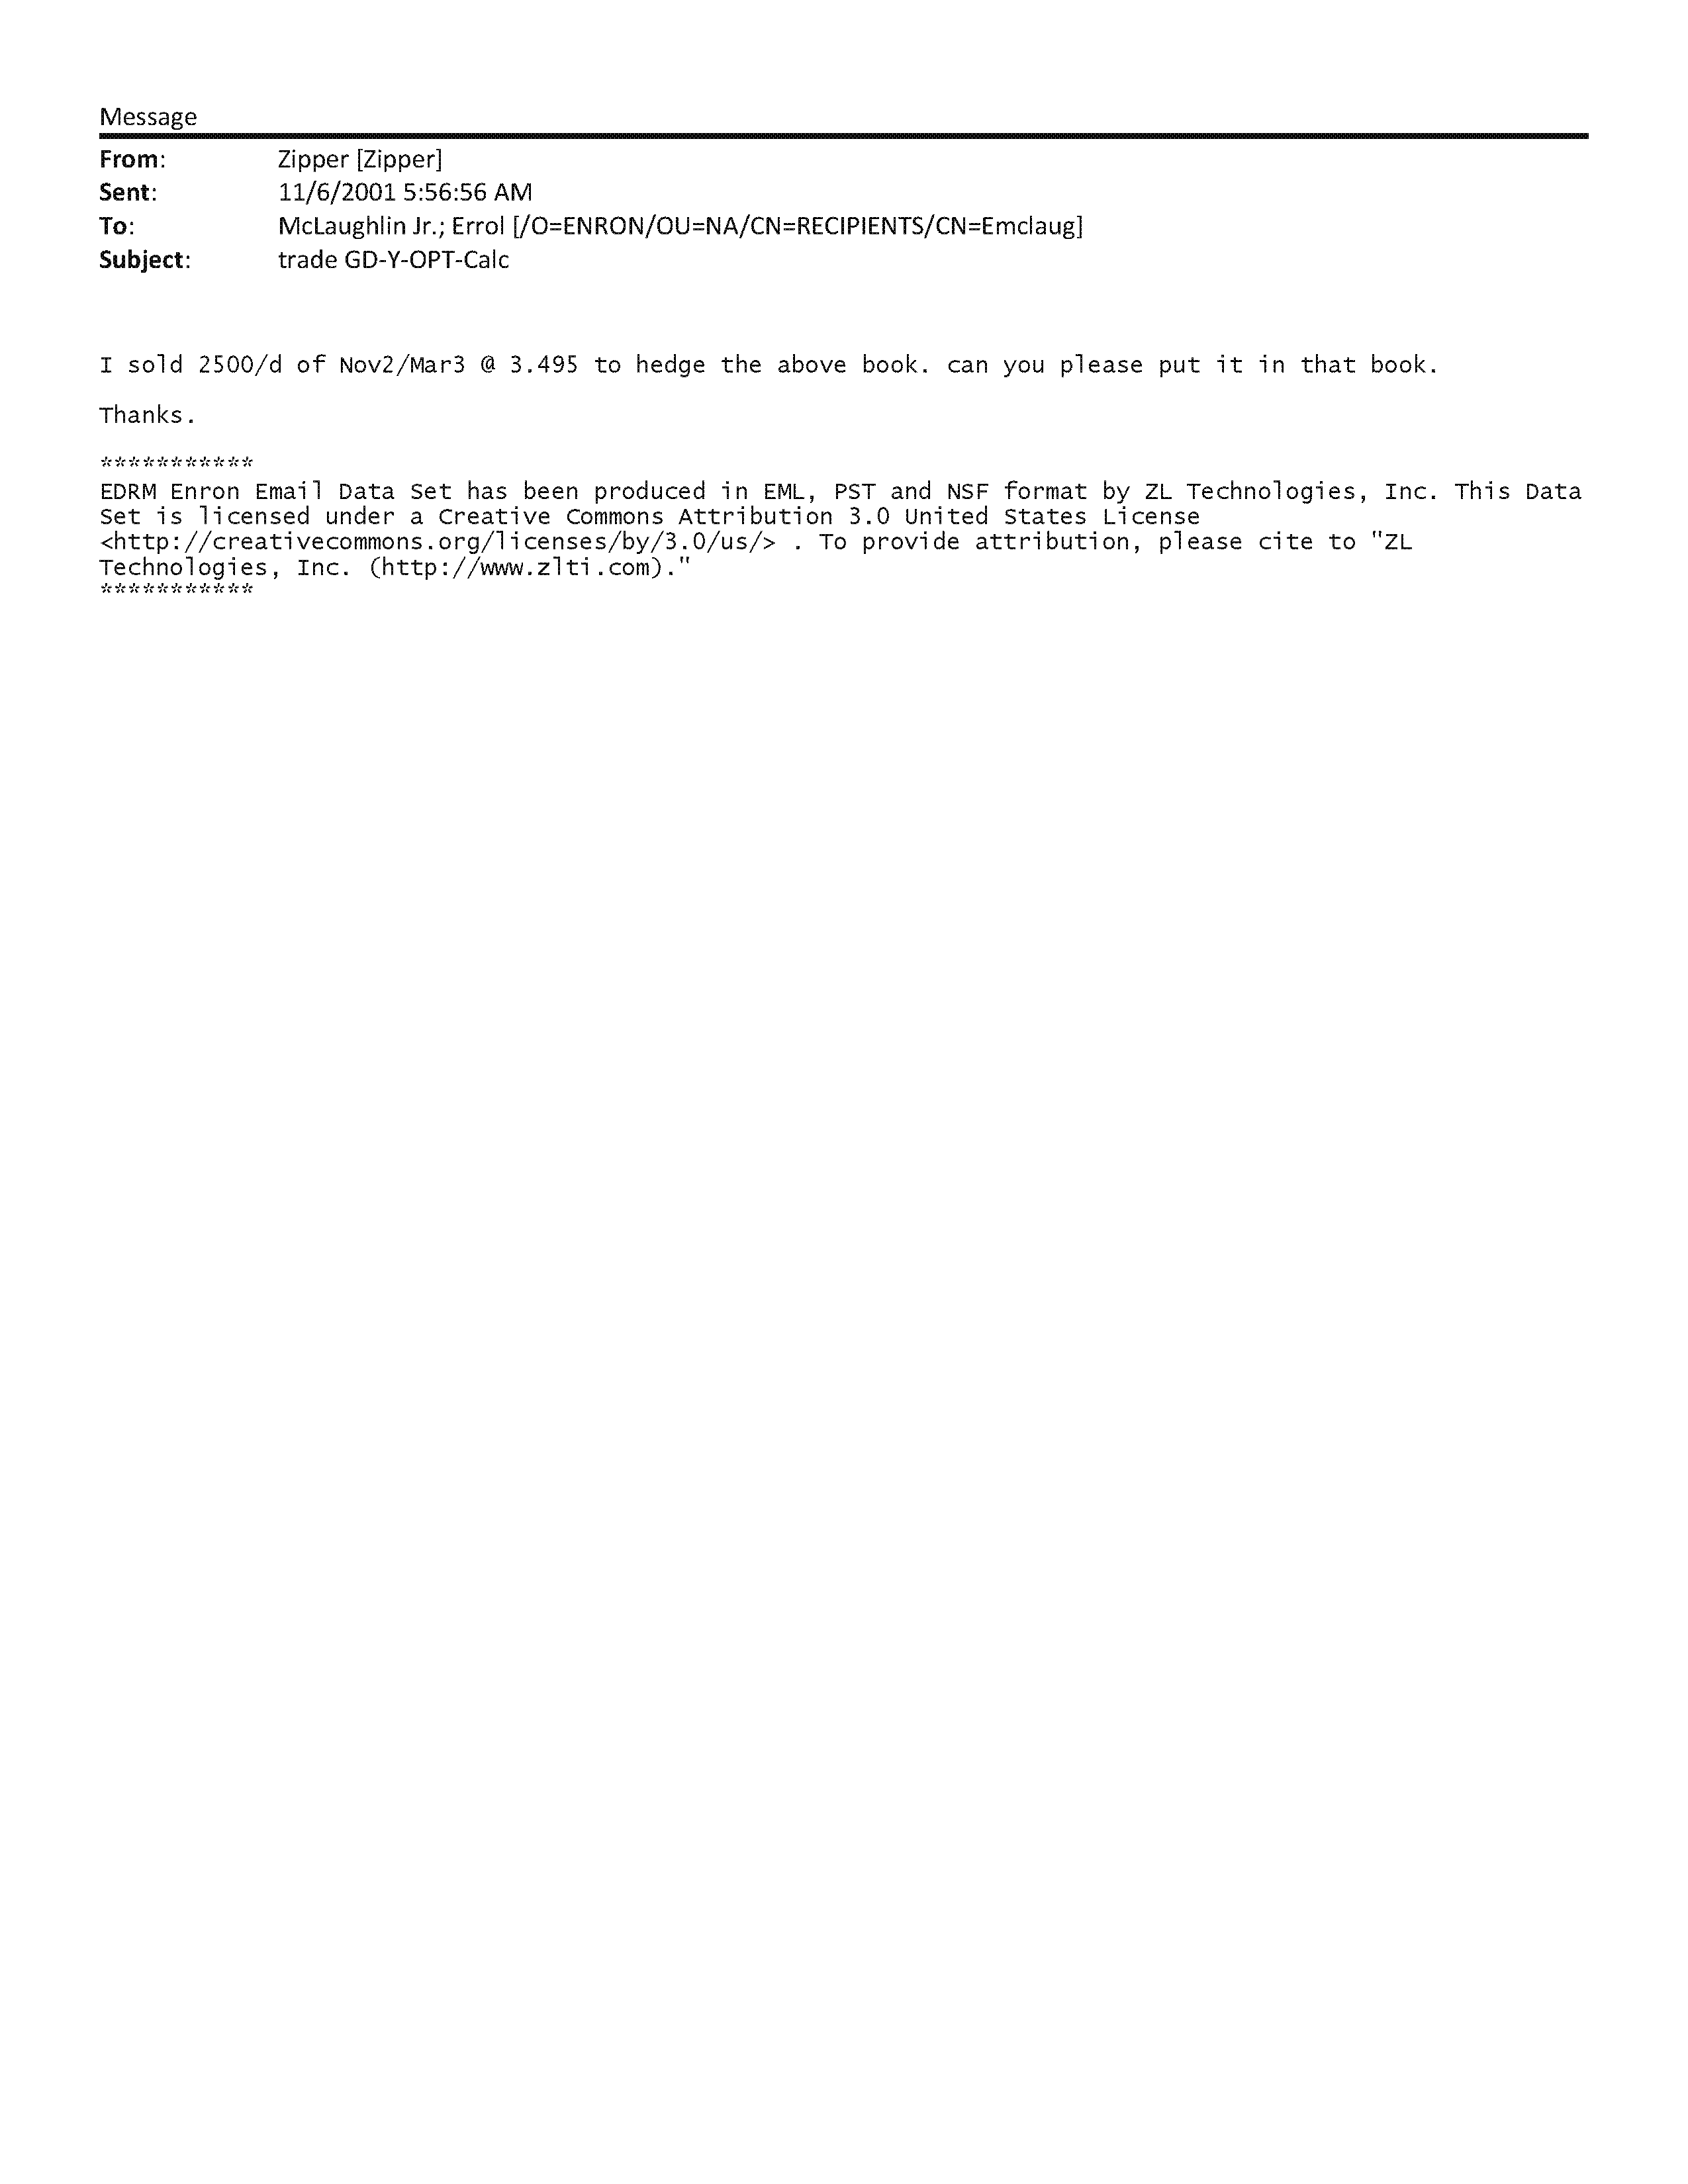 Message
From: Zipper [Zipper]
Sent: 11/6/2001 5:56:56 AM
To: McLaughlin Jr.; Errol [/O=ENRON/OU=NA/CN=RECIPIENTS/CN=Emclaug]
Subject: trade GD-Y-OPT-Calc
I sold 2500/d of Nov2/Mar3 @ 3.495 to hedge the above book. can you please put it in that book.
Thanks.
***********
EDRM Enron Email Data Set has been produced in EML, PST and NSF format by ZL Technologies, Inc. This Data
Set is licensed under a Creative Commons Attribution 3.0 United States License
<http://creativecommons.org/licenses/by/3.0/us/> . To provide attribution, please cite to "ZL
Technologies, Inc. (http://www.zlti.com)."
***********